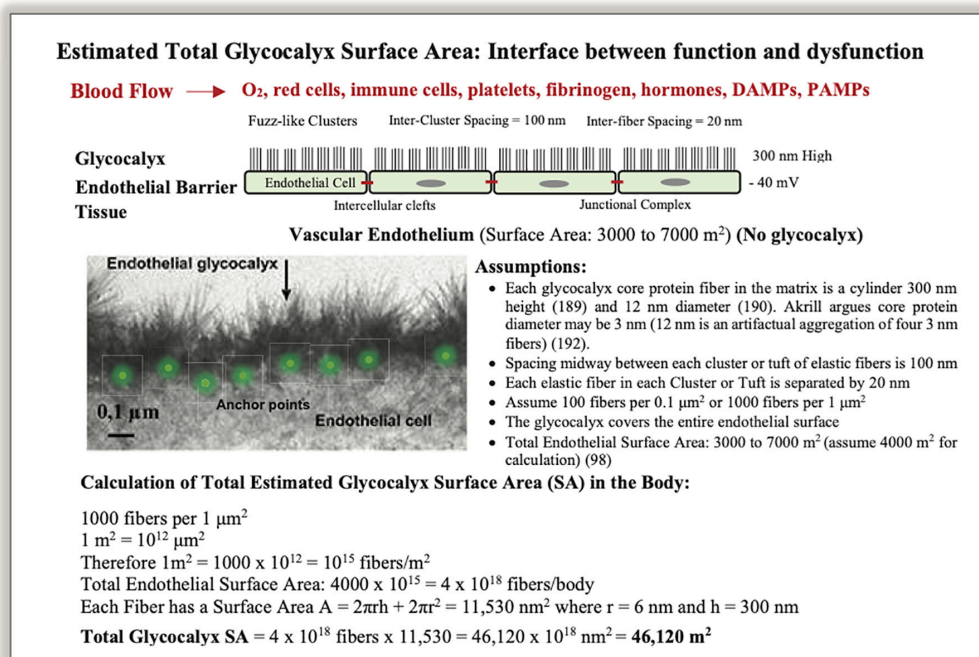 Estimated Total Glycocalyx Surface Area: Interface between function and dysfunction
Blood Flow → O₂, red cells, immune cells, platelets, fibrinogen, hormones, DAMPs, PAMPs
Fuzz-like Clusters Inter-Cluster Spacing = 100 nm Inter-fiber Spacing = 20 nm
Glycocalyx 300 nm High
Endothelial Barrier Endothelial Cell - 40 mV
Tissue Intercellular clefts Junctional Complex
Vascular Endothelium (Surface Area: 3000 to 7000 m²) (No glycocalyx)
Endothelial glycocalyx
0,1 µm
Anchor points
Endothelial cell
Assumptions:
• Each glycocalyx core protein fiber in the matrix is a cylinder 300 nm
height (189) and 12 nm diameter (190). Akrill argues core protein
diameter may be 3 nm (12 nm is an artifactual aggregation of four 3 nm
fibers) (192).
• Spacing midway between each cluster or tuft of elastic fibers is 100 nm
• Each elastic fiber in each Cluster or Tuft is separated by 20 nm
• Assume 100 fibers per 0.1 µm² or 1000 fibers per 1 µm²
• The glycocalyx covers the entire endothelial surface
• Total Endothelial Surface Area: 3000 to 7000 m² (assume 4000 m² for
calculation) (98)
Calculation of Total Estimated Glycocalyx Surface Area (SA) in the Body:
1000 fibers per 1 µm²
1 m² = 10¹² µm²
Therefore 1m² = 1000 x 10¹² = 10¹⁵ fibers/m²
Total Endothelial Surface Area: 4000 x 10¹⁵ = 4 x 10¹⁸ fibers/body
Each Fiber has a Surface Area A = 2πrh + 2πr² = 11,530 nm² where r = 6 nm and h = 300 nm
Total Glycocalyx SA = 4 x 10¹⁸ fibers x 11,530 = 46,120 x 10¹⁸ nm² = 46,120 m²